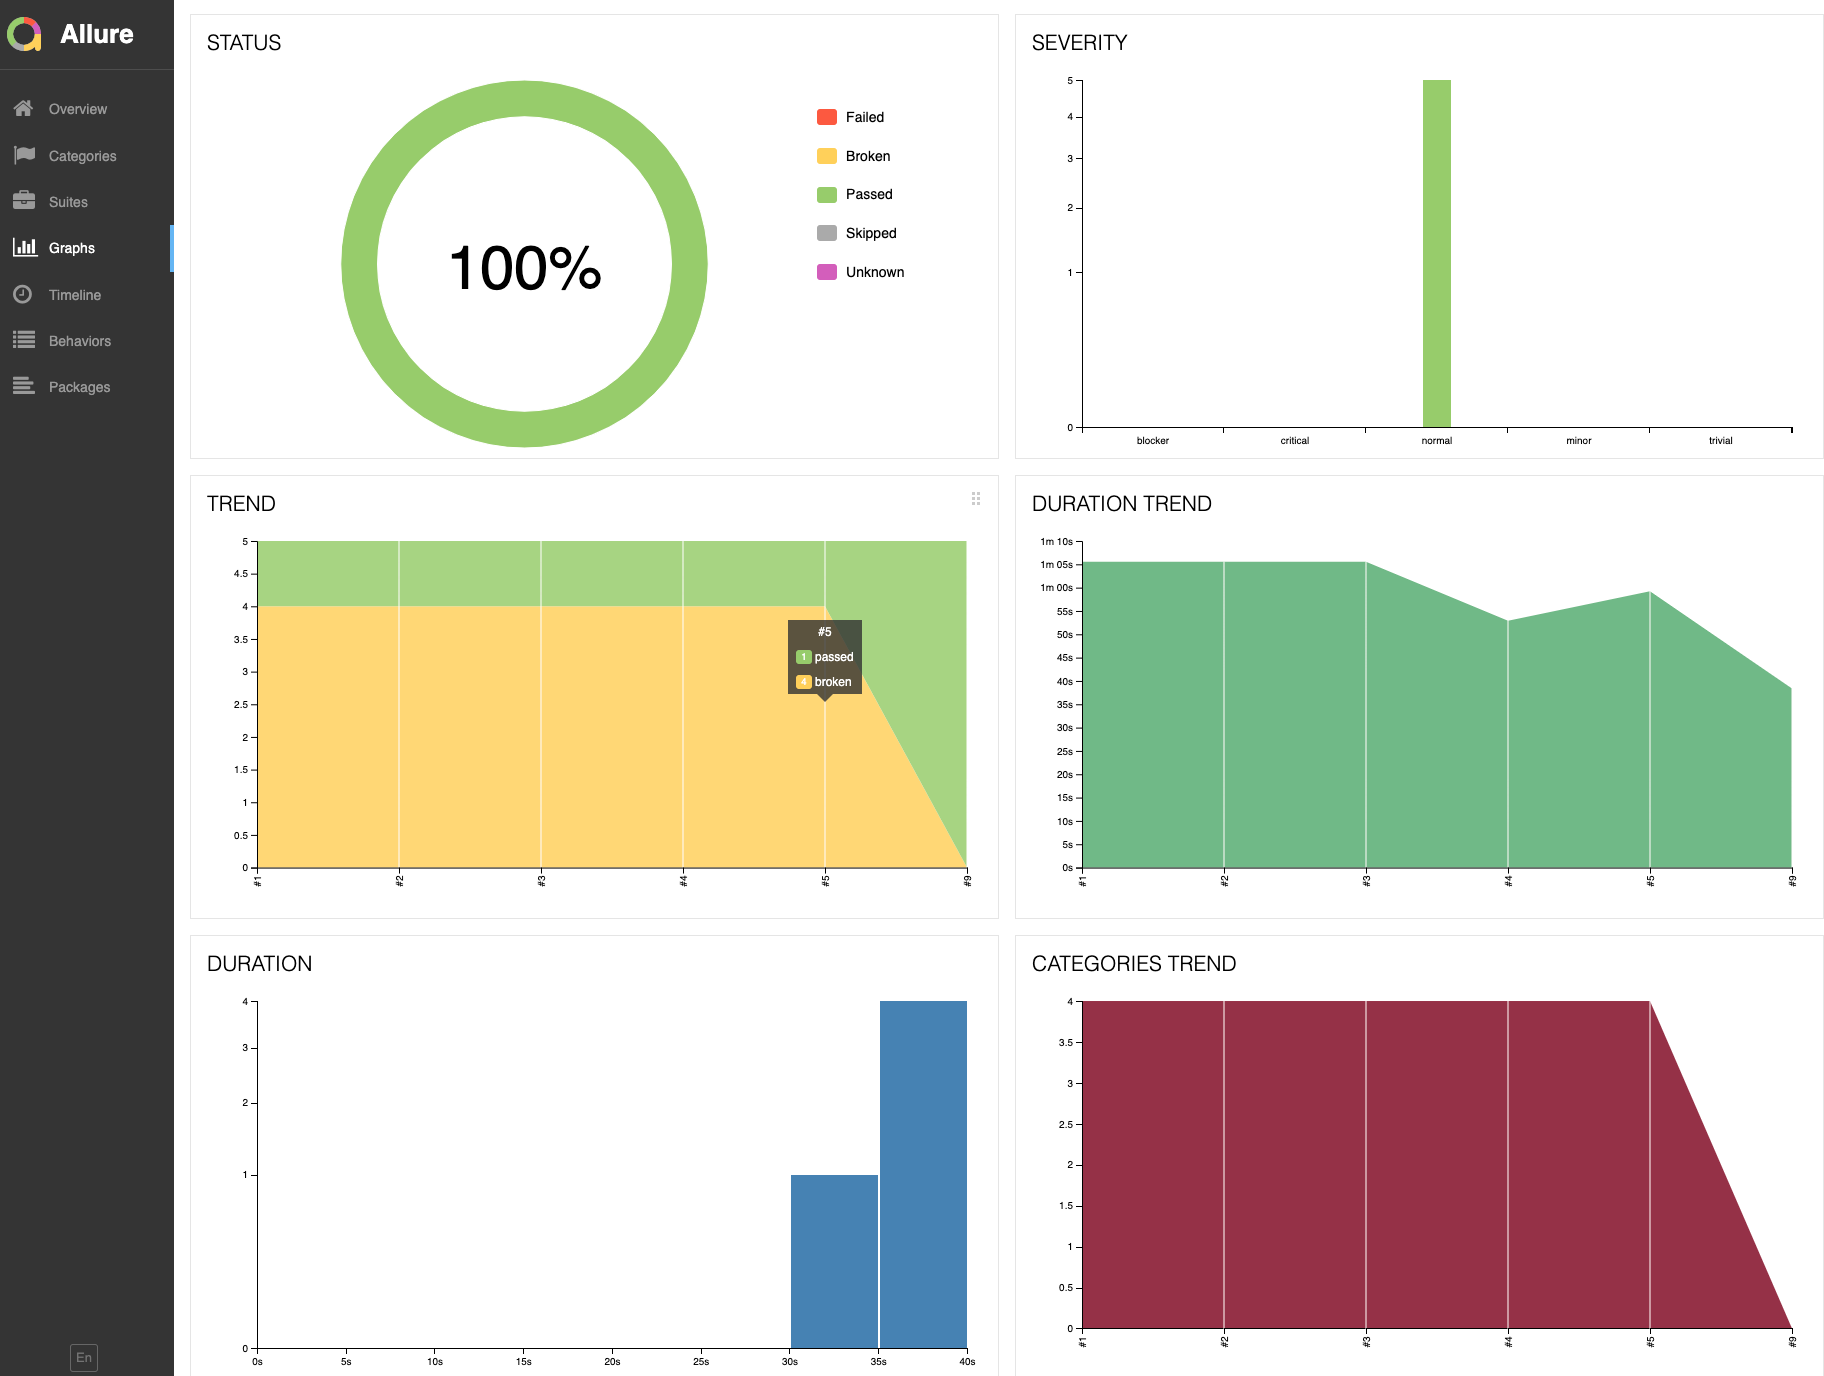 Allure
Overview
Categories
Suites
Graphs
Timeline
Behaviors
Packages
En
STATUS
100%
Failed
Broken
Passed
Skipped
Unknown
SEVERITY
5
4
3
2
1
0
blocker critical normal minor trivial
TREND
5
4.5
4
3.5
3
2.5
2
1.5
1
0.5
0
#1 #2 #3 #4 #5 #9
#5
1 passed
4 broken
DURATION TREND
1m 10s
1m 05s
1m 00s
55s
50s
45s
40s
35s
30s
25s
20s
15s
10s
5s
0s
#1 #2 #3 #4 #5 #9
DURATION
4
3
2
1
0
0s 5s 10s 15s 20s 25s 30s 35s 40s
CATEGORIES TREND
4
3.5
3
2.5
2
1.5
1
0.5
0
#1 #2 #3 #4 #5 #9